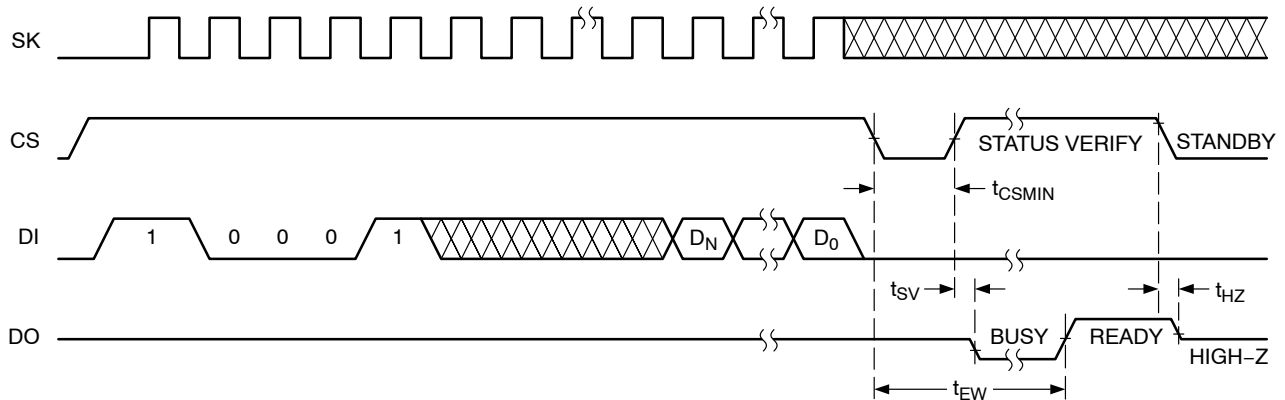 SK
CS
STATUS VERIFY
STANDBY
tCSMIN
DI
1 0 0 0 1 DN D0
tSV
tHZ
DO
BUSY
READY
HIGH–Z
tEW